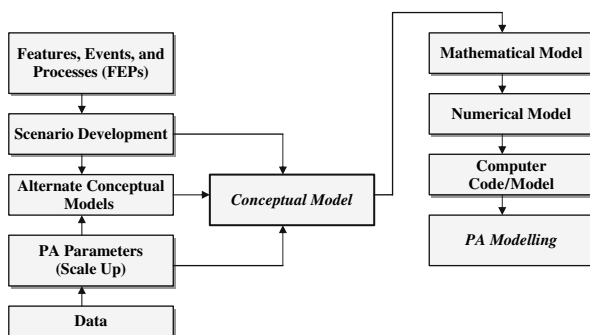 Features, Events, and
Processes (FEPs)
Scenario Development
Alternate Conceptual
Models
PA Parameters
(Scale Up)
Data
Conceptual Model
Mathematical Model
Numerical Model
Computer
Code/Model
PA Modelling